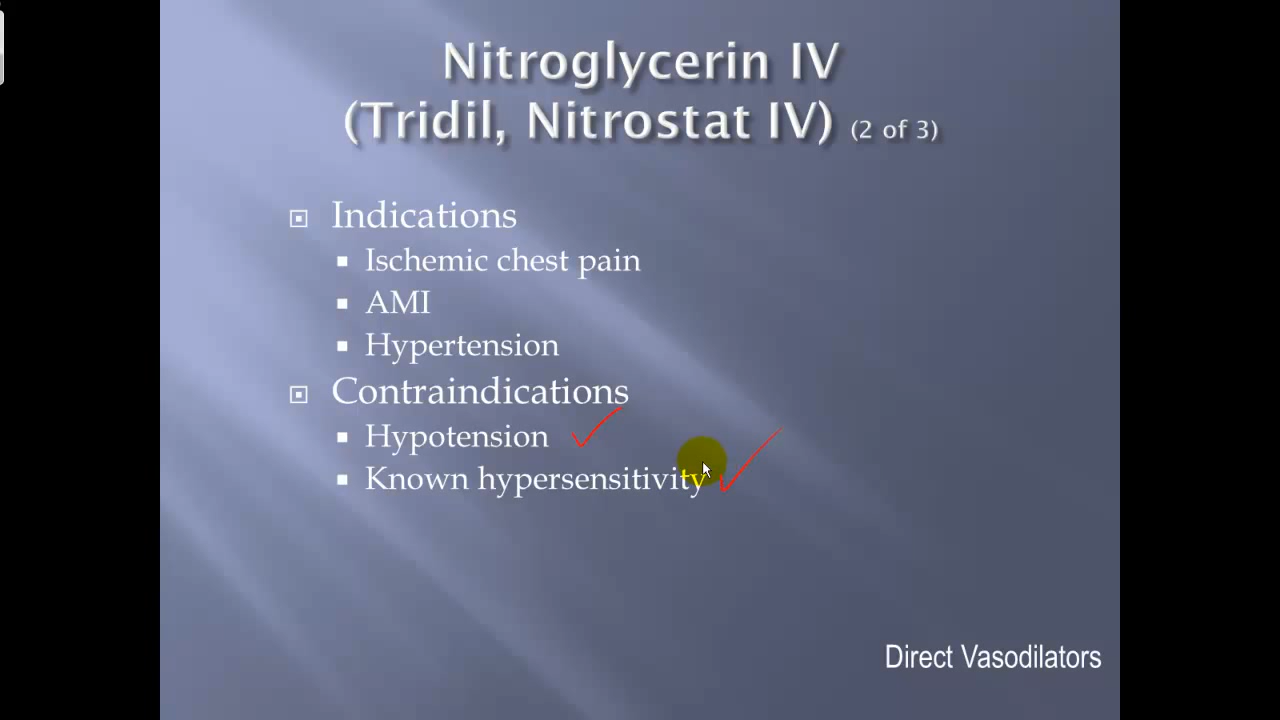 Nitroglycerin IV
(Tridil, Nitrostat IV) (2 of 3)
Indications
Ischemic chest pain
AMI
Hypertension
Contraindications
Hypotension
Known hypersensitivity
Direct Vasodilators